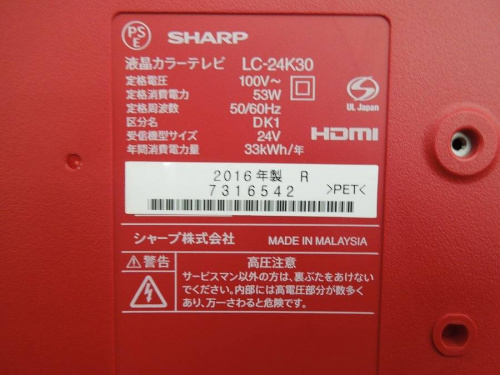 PS
E
SHARP
液晶カラーテレビ LC-24K30
定格電圧 100V～
定格消費電力 53W
定格周波数 50/60Hz
区分名 DK1
受信機型サイズ 24V
年間消費電力量 33kWh/年
S
UL Japan
HDMI
2016年製 R
7316542
>PET<
シャープ株式会社 MADE IN MALAYSIA
⚠警告 高圧注意
サービスマン以外の方は、裏ぶたをあけない
でください。内部には高電圧部分が数多く
あり、万一さわると危険です。